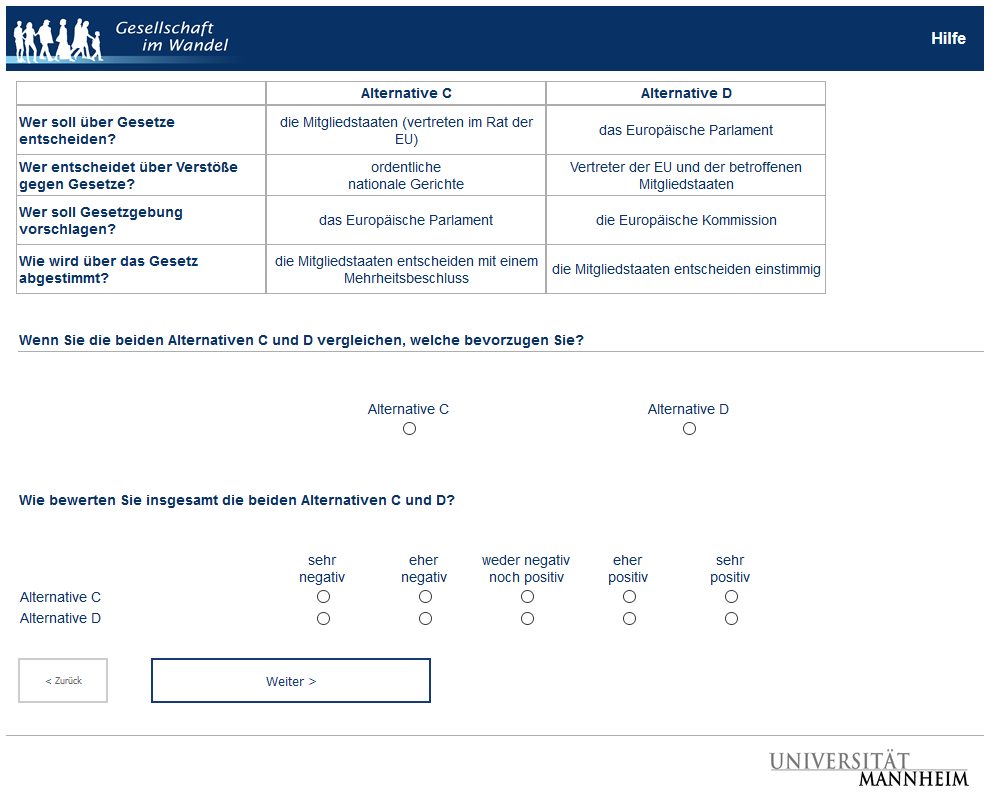 Gesellschaft
im Wandel
Hilfe
Alternative C
Alternative D
Wer soll über Gesetze
entscheiden?
die Mitgliedstaaten (vertreten im Rat der
EU)
das Europäische Parlament
Wer entscheidet über Verstöße
gegen Gesetze?
ordentliche
nationale Gerichte
Vertreter der EU und der betroffenen
Mitgliedstaaten
Wer soll Gesetzgebung
vorschlagen?
das Europäische Parlament
die Europäische Kommission
Wie wird über das Gesetz
abgestimmt?
die Mitgliedstaaten entscheiden mit einem
Mehrheitsbeschluss
die Mitgliedstaaten entscheiden einstimmig
Wenn Sie die beiden Alternativen C und D vergleichen, welche bevorzugen Sie?
Alternative C
Alternative D
Wie bewerten Sie insgesamt die beiden Alternativen C und D?
sehr
negativ
eher
negativ
weder negativ
noch positiv
eher
positiv
sehr
positiv
Alternative C
Alternative D
< Zurück
Weiter >
UNIVERSITÄT
MANNHEIM